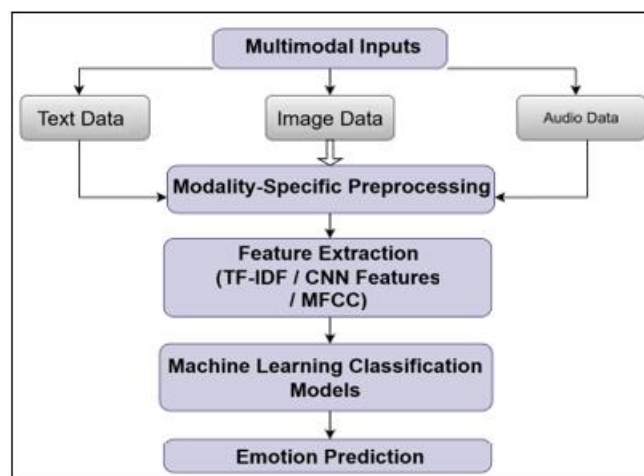 Multimodal Inputs
Text Data
Image Data
Audio Data
Modality-Specific Preprocessing
Feature Extraction
(TF-IDF / CNN Features
/ MFCC)
Machine Learning Classification
Models
Emotion Prediction